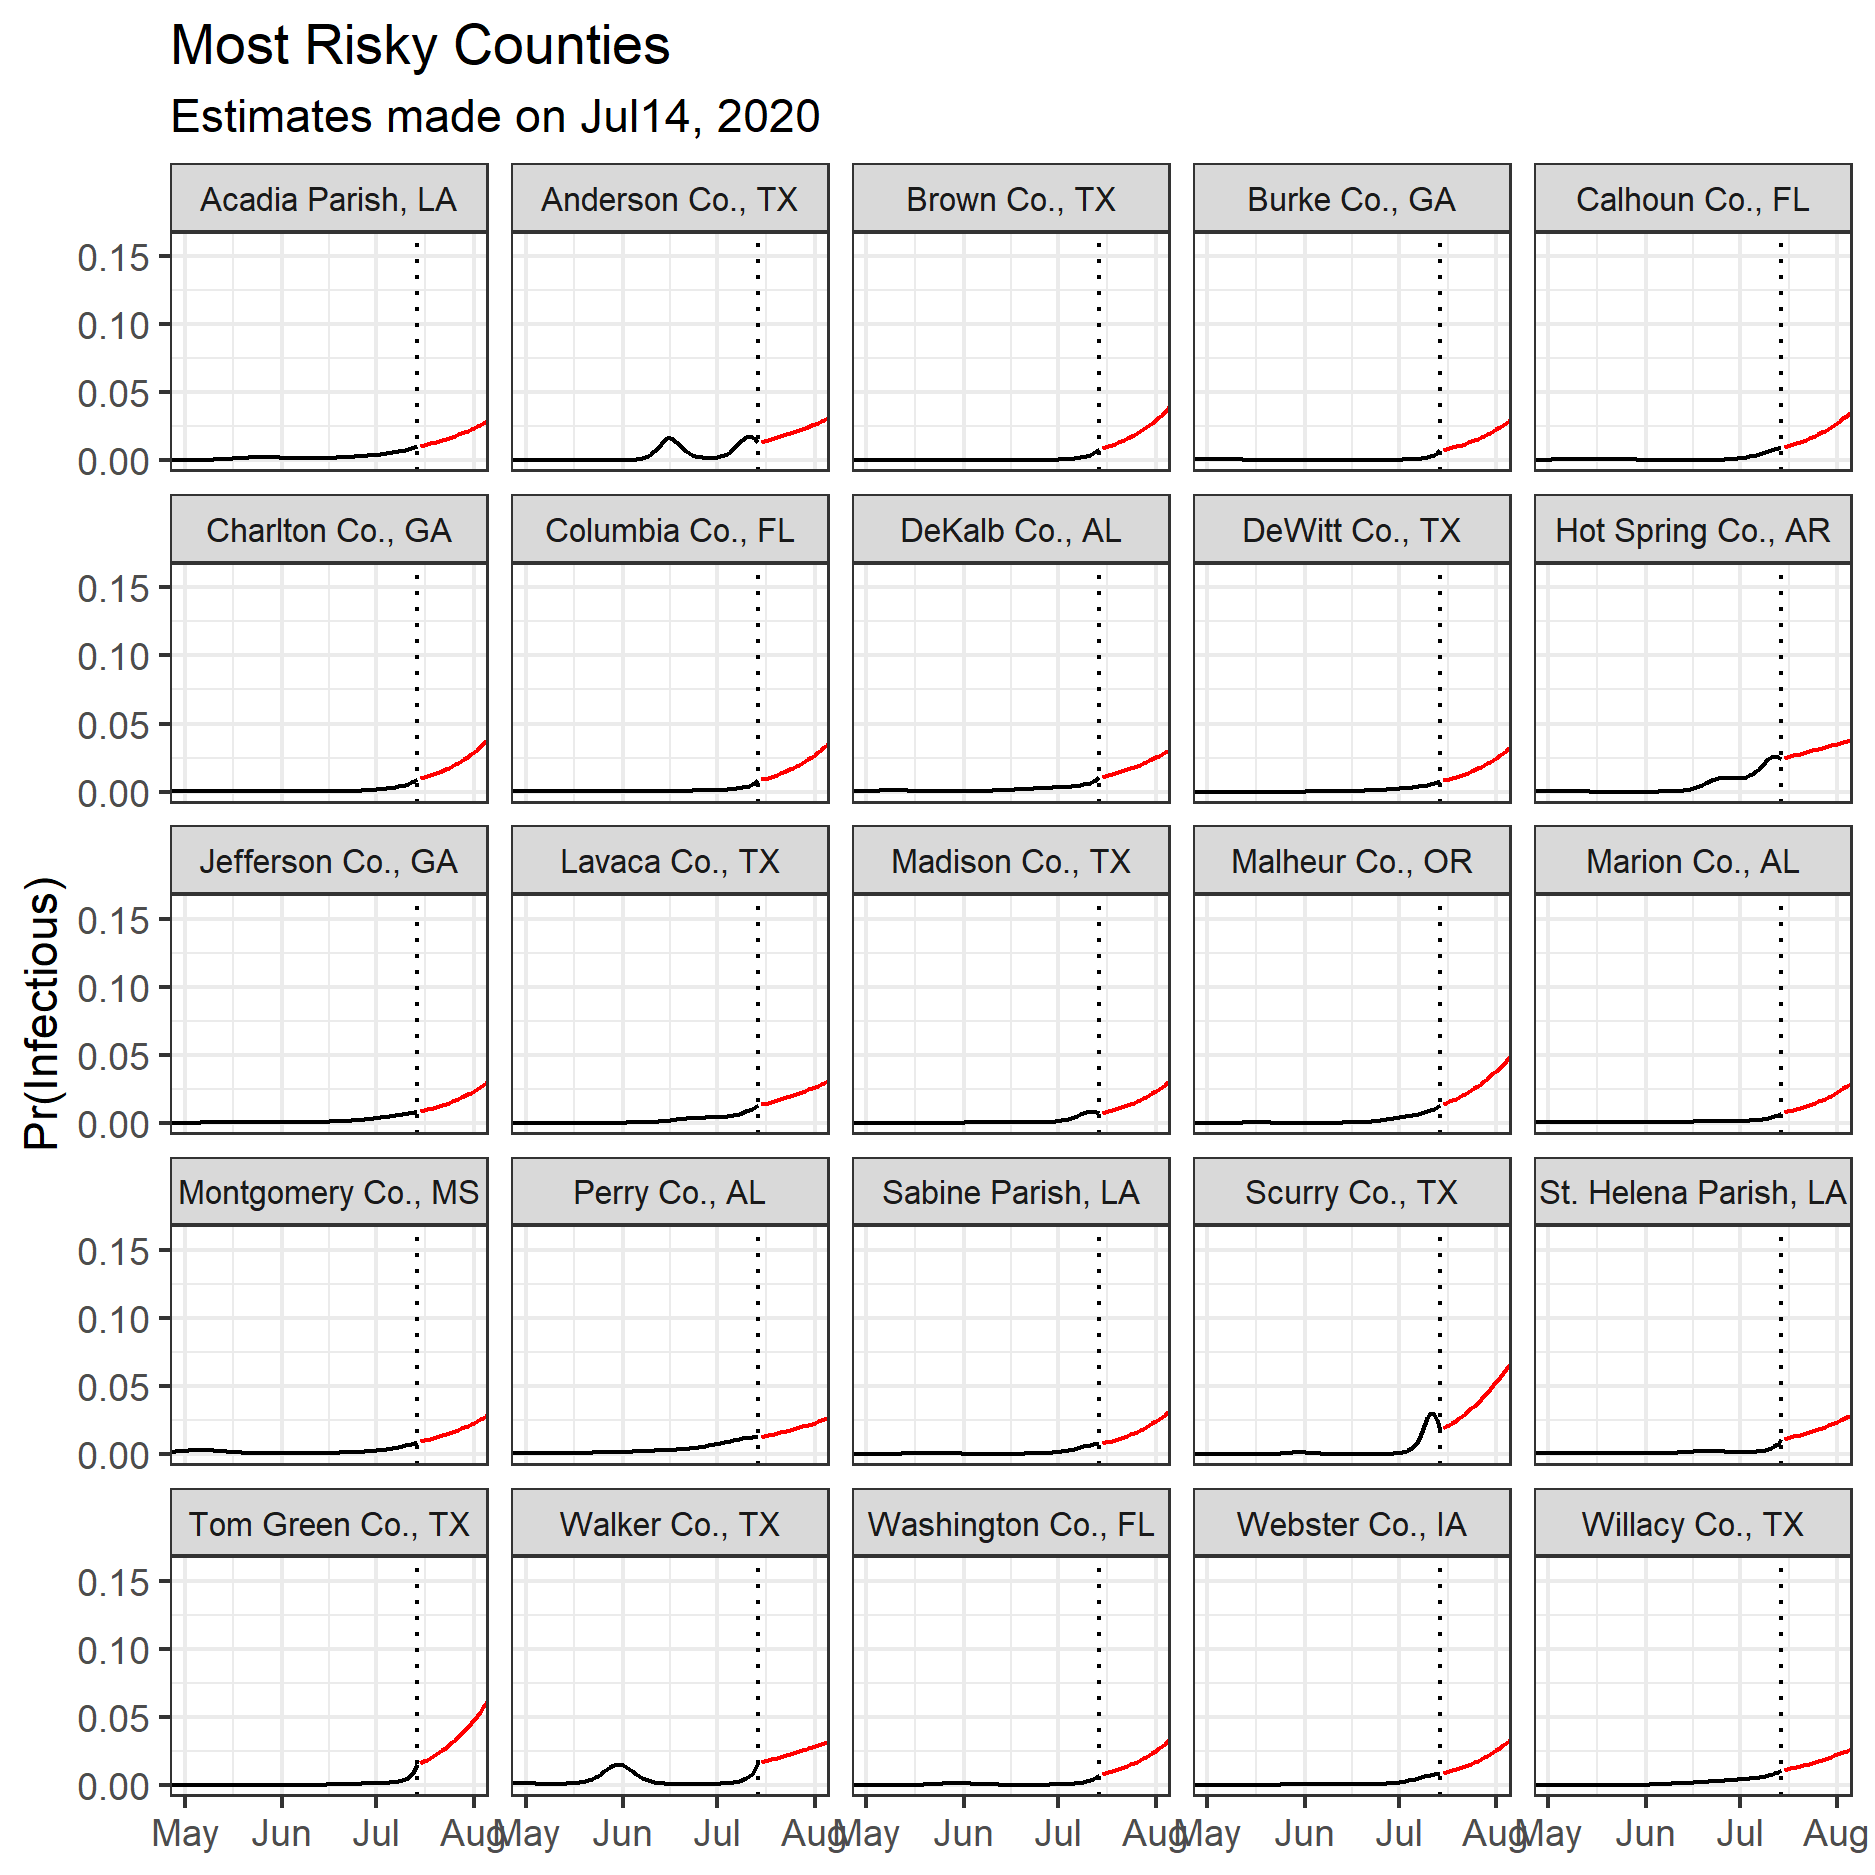 Most Risky Counties
Estimates made on Jul14, 2020
Acadia Parish, LA Anderson Co., TX Brown Co., TX Burke Co., GA Calhoun Co., FL
0.15
0.10
0.05
0.00
Charlton Co., GA Columbia Co., FL DeKalb Co., AL DeWitt Co., TX Hot Spring Co., AR
0.15
0.10
0.05
0.00
Jefferson Co., GA Lavaca Co., TX Madison Co., TX Malheur Co., OR Marion Co., AL
0.15
0.10
0.05
0.00
Pr(Infectious)
Montgomery Co., MS Perry Co., AL Sabine Parish, LA Scurry Co., TX St. Helena Parish, LA
0.15
0.10
0.05
0.00
Tom Green Co., TX Walker Co., TX Washington Co., FL Webster Co., IA Willacy Co., TX
0.15
0.10
0.05
0.00
May Jun Jul Aug May Jun Jul Aug May Jun Jul Aug May Jun Jul Aug May Jun Jul Aug